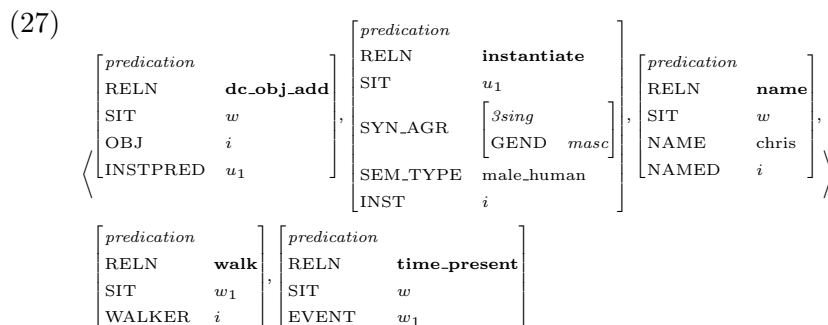 (27)
⟨[predication
RELN dc_obj_add
SIT w
OBJ i
INSTPRED u₁],
[predication
RELN instantiate
SIT u₁
SYN_AGR [3sing
GEND masc]
SEM_TYPE male_human
INST i],
[predication
RELN name
SIT w
NAME chris
NAMED i],⟩
[predication
RELN walk
SIT w₁
WALKER i],
[predication
RELN time_present
SIT w
EVENT w₁]